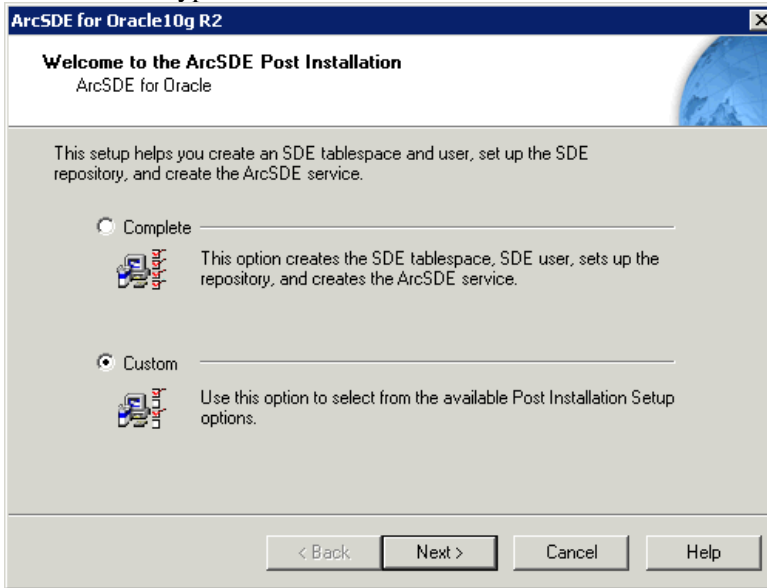 ArcSDE for Oracle10g R2
Welcome to the ArcSDE Post Installation
ArcSDE for Oracle
This setup helps you create an SDE tablespace and user, set up the SDE
repository, and create the ArcSDE service.
Complete
This option creates the SDE tablespace, SDE user, sets up the
repository, and creates the ArcSDE service.
Custom
Use this option to select from the available Post Installation Setup
options.
< Back
Next >
Cancel
Help